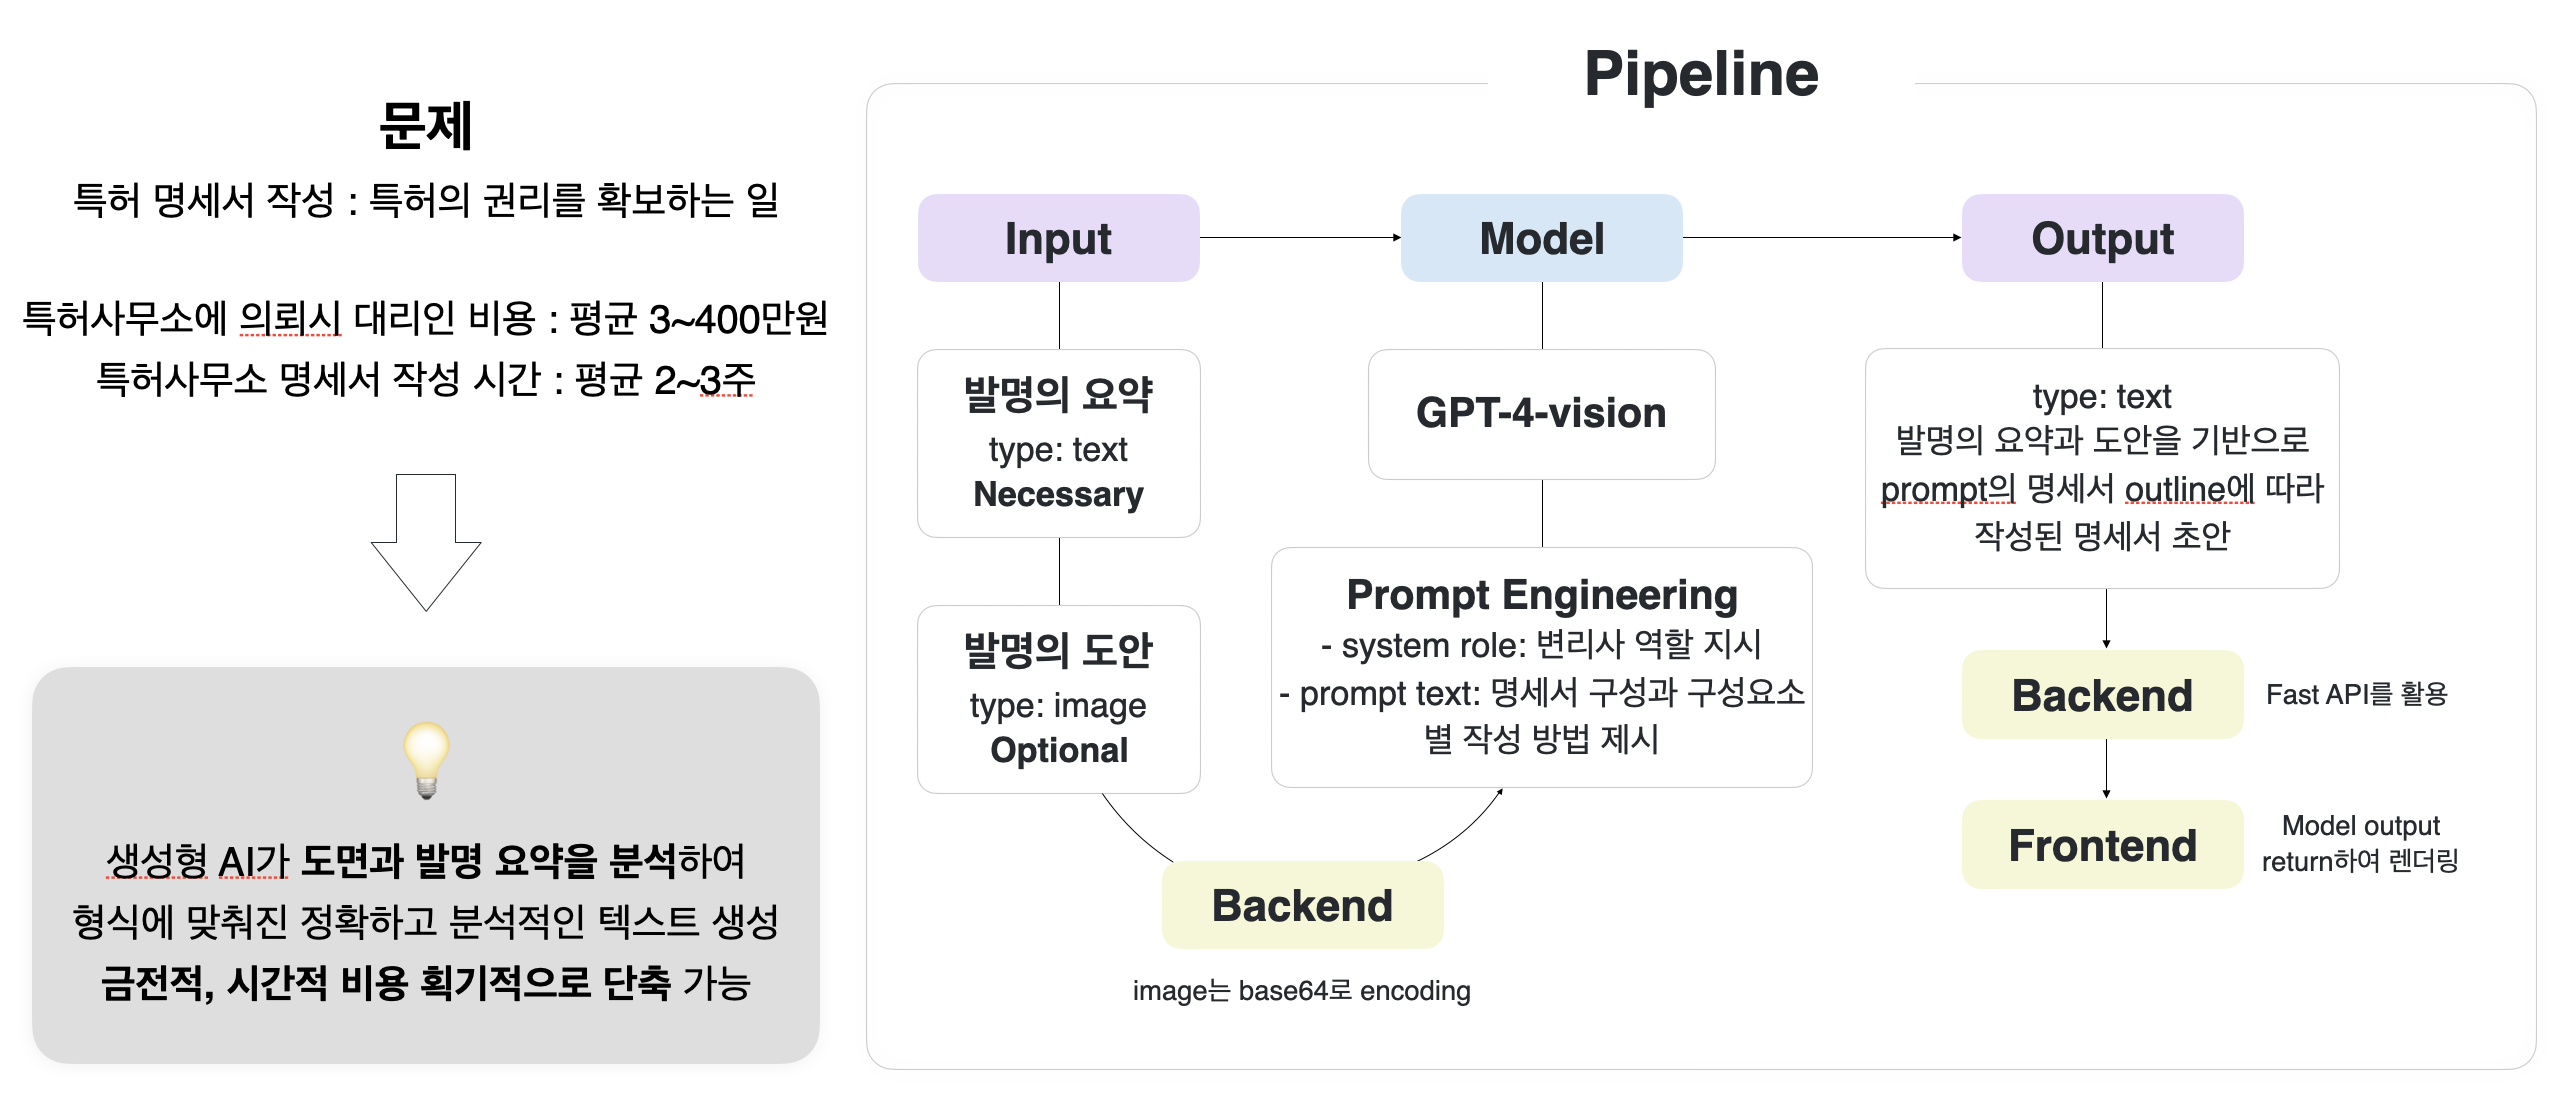 문제
특허 명세서 작성 : 특허의 권리를 확보하는 일
특허사무소에 의뢰시 대리인 비용 : 평균 3~400만원
특허사무소 명세서 작성 시간 : 평균 2~3주
생성형 AI가 도면과 발명 요약을 분석하여
형식에 맞춰진 정확하고 분석적인 텍스트 생성
금전적, 시간적 비용 획기적으로 단축 가능
Pipeline
Input
발명의 요약
type: text
Necessary
발명의 도안
type: image
Optional
Backend
image는 base64로 encoding
Model
GPT-4-vision
Prompt Engineering
- system role: 변리사 역할 지시
- prompt text: 명세서 구성과 구성요소
별 작성 방법 제시
Output
type: text
발명의 요약과 도안을 기반으로
prompt의 명세서 outline에 따라
작성된 명세서 초안
Backend
Fast API를 활용
Frontend
Model output
return하여 렌더링